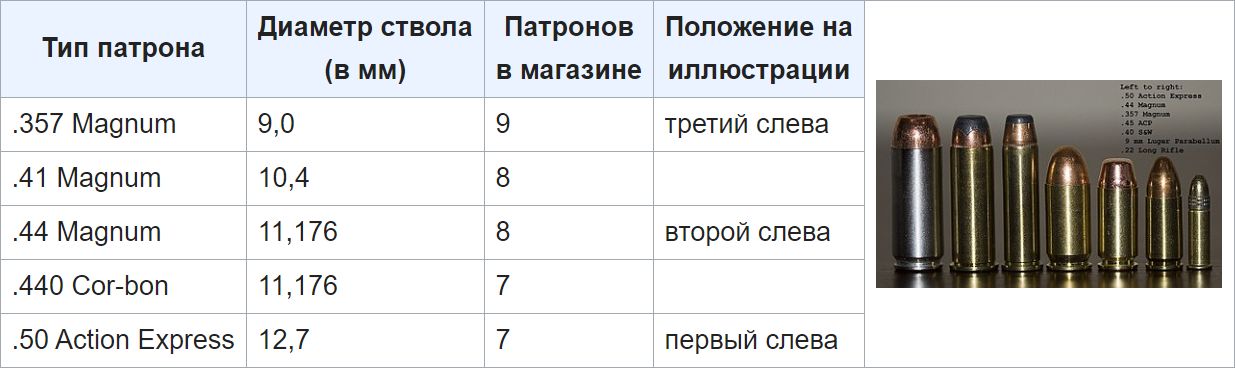 Тип патрона
Диаметр ствола
(в мм)
Патронов
в магазине
Положение на
иллюстрации
.357 Magnum 9,0 9 третий слева
.41 Magnum 10,4 8
.44 Magnum 11,176 8 второй слева
.440 Cor-bon 11,176 7
.50 Action Express 12,7 7 первый слева
Left to right:
.50 Action Express
.44 Magnum
.357 Magnum
.45 ACP
.40 S&W
9 mm Luger Parabellum
.22 Long Rifle